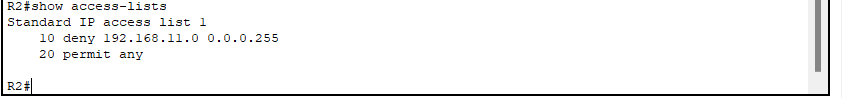 R2#show access-lists
Standard IP access list 1
    10 deny 192.168.11.0 0.0.0.255
    20 permit any
R2#